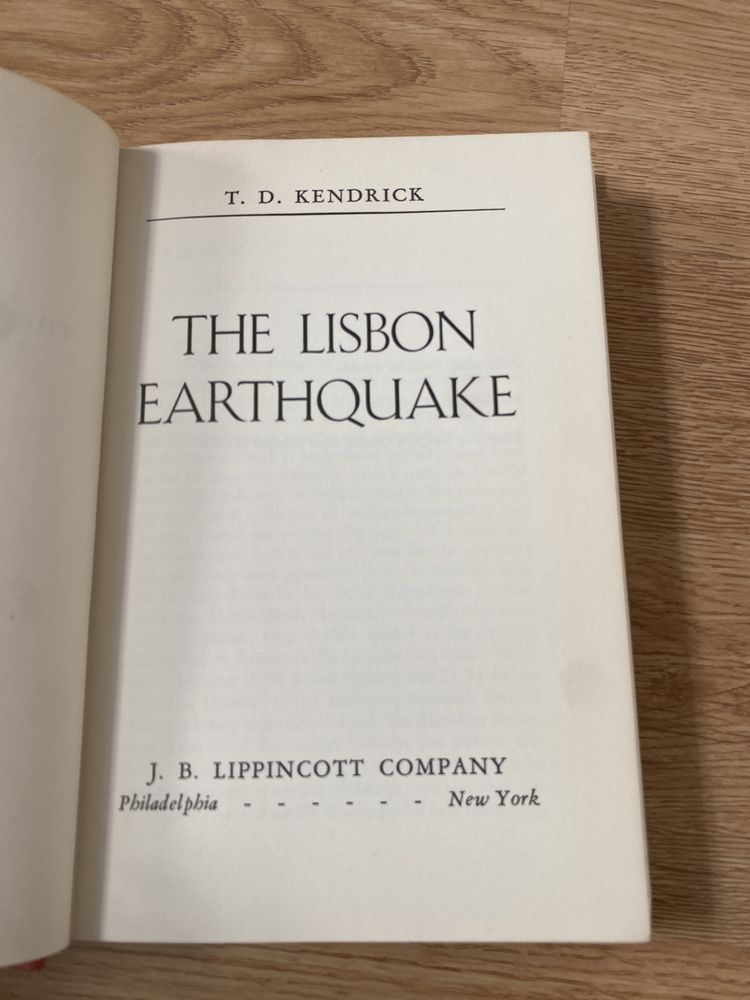 T. D. KENDRICK
THE LISBON
EARTHQUAKE
J. B. LIPPINCOTT COMPANY
Philadelphia - - - - - - New York